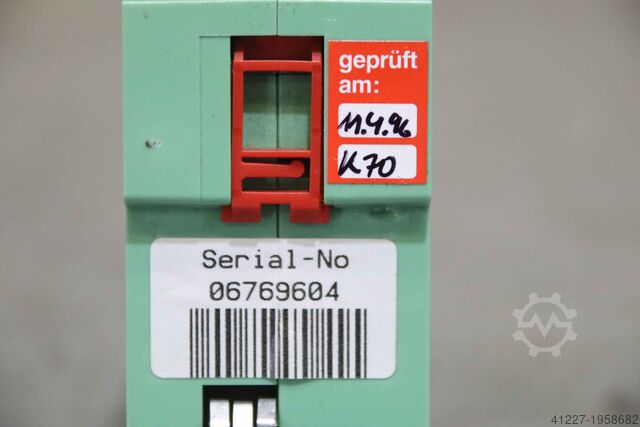 geprüft
am:
11.4.96
K70
Serial-No
06769604
41227-1958682